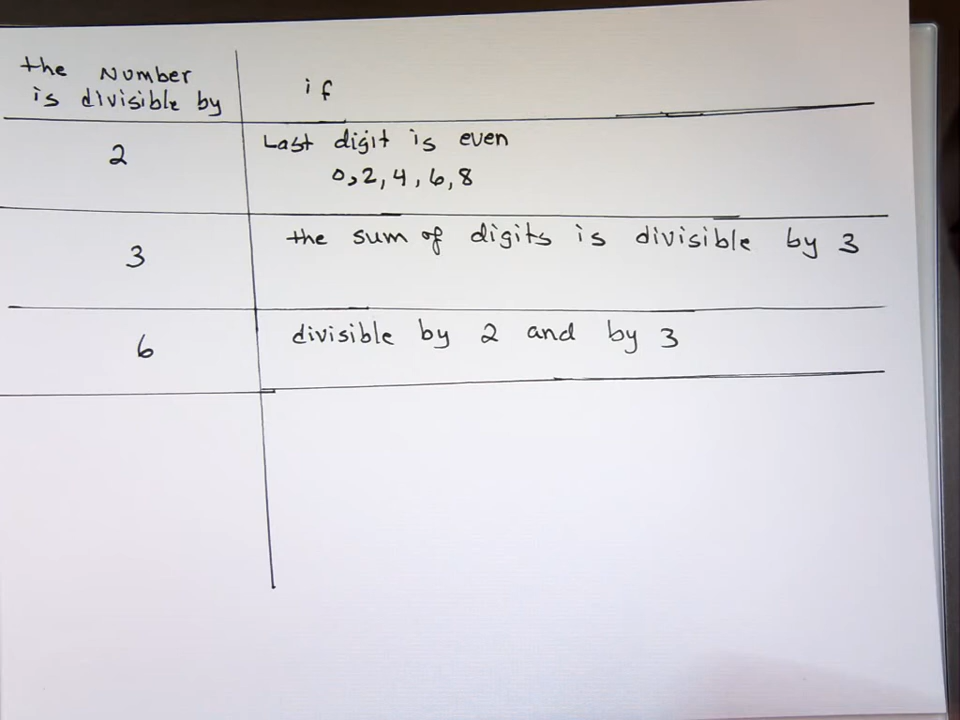 the Number
is divisible by
if
2
Last digit is even
0,2,4,6,8
3
the sum of digits is divisible by 3
6
divisible by 2 and by 3